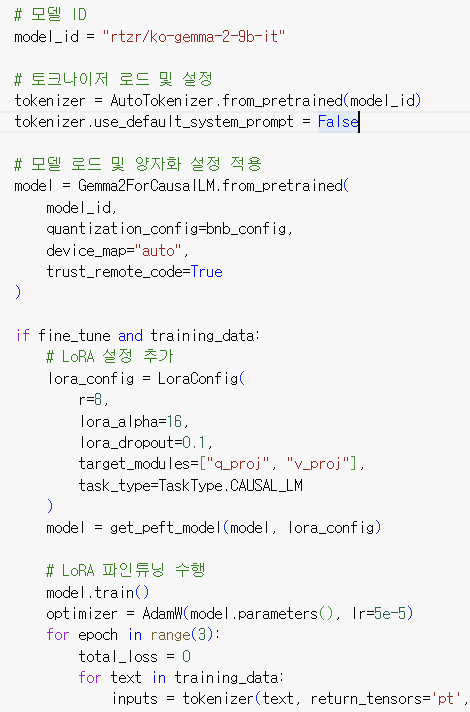 # 모델 ID
model_id = "rtzr/ko-gemma-2-9b-it"
# 토크나이저 로드 및 설정
tokenizer = AutoTokenizer.from_pretrained(model_id)
tokenizer.use_default_system_prompt = False
# 모델 로드 및 양자화 설정 적용
model = Gemma2ForCausalLM.from_pretrained(
    model_id,
    quantization_config=bnb_config,
    device_map="auto",
    trust_remote_code=True
)
if fine_tune and training_data:
    # LoRA 설정 추가
    lora_config = LoraConfig(
        r=8,
        lora_alpha=16,
        lora_dropout=0.1,
        target_modules=["q_proj", "v_proj"],
        task_type=TaskType.CAUSAL_LM
    )
    model = get_peft_model(model, lora_config)
    # LoRA 파인튜닝 수행
    model.train()
    optimizer = AdamW(model.parameters(), lr=5e-5)
    for epoch in range(3):
        total_loss = 0
        for text in training_data:
            inputs = tokenizer(text, return_tensors='pt',